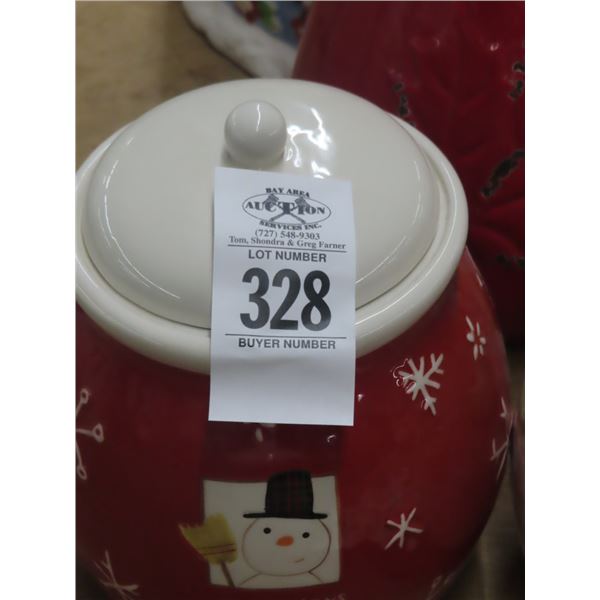 BAY AREA
AUCTION
SERVICES INC.
(727) 548-9303
Tom, Shondra & Greg Farner
LOT NUMBER
328
BUYER NUMBER